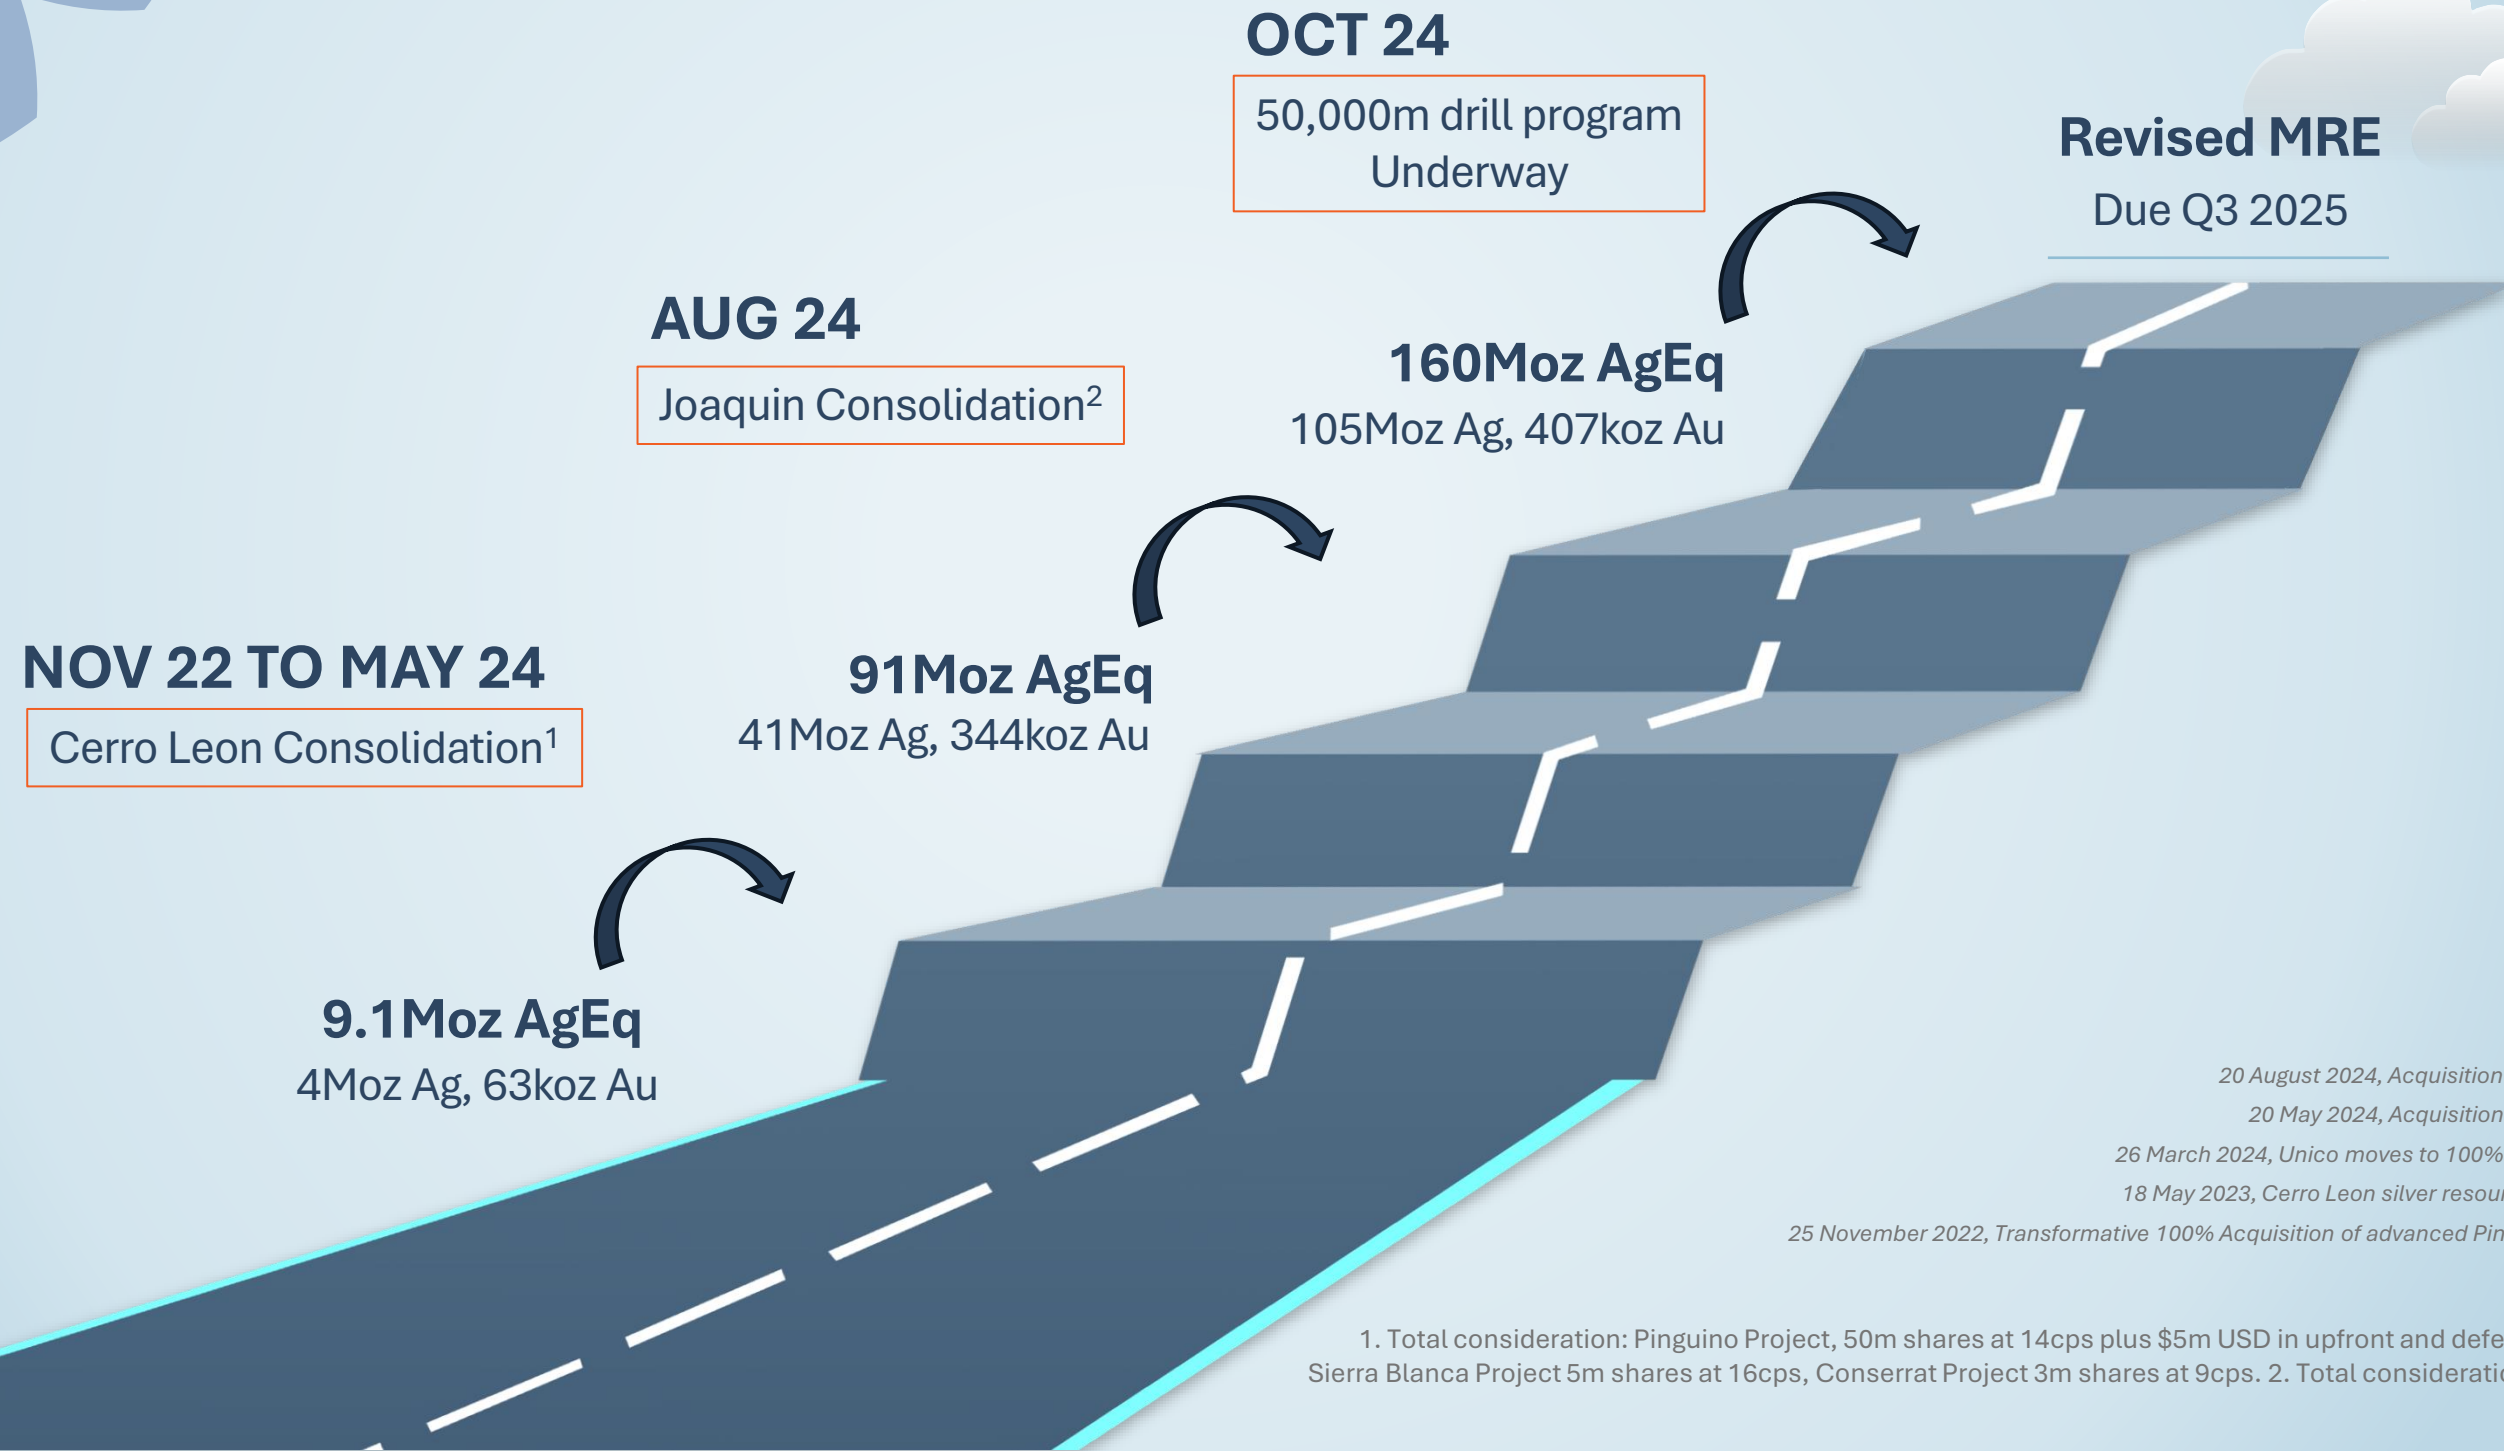 OCT 24
50,000m drill program
Underway
Revised MRE
Due Q3 2025
AUG 24
Joaquin Consolidation²
160Moz AgEq
105Moz Ag, 407koz Au
NOV 22 TO MAY 24
Cerro Leon Consolidation¹
91Moz AgEq
41Moz Ag, 344koz Au
9.1Moz AgEq
4Moz Ag, 63koz Au
20 August 2024, Acquisition
20 May 2024, Acquisition
26 March 2024, Unico moves to 100%
18 May 2023, Cerro Leon silver
25 November 2022, Transformative 100% Acquisition of advanced
1. Total consideration: Pinguino Project, 50m shares at 14cps plus $5m USD in upfront and
Sierra Blanca Project 5m shares at 16cps, Conserrat Project 3m shares at 9cps. 2. Total